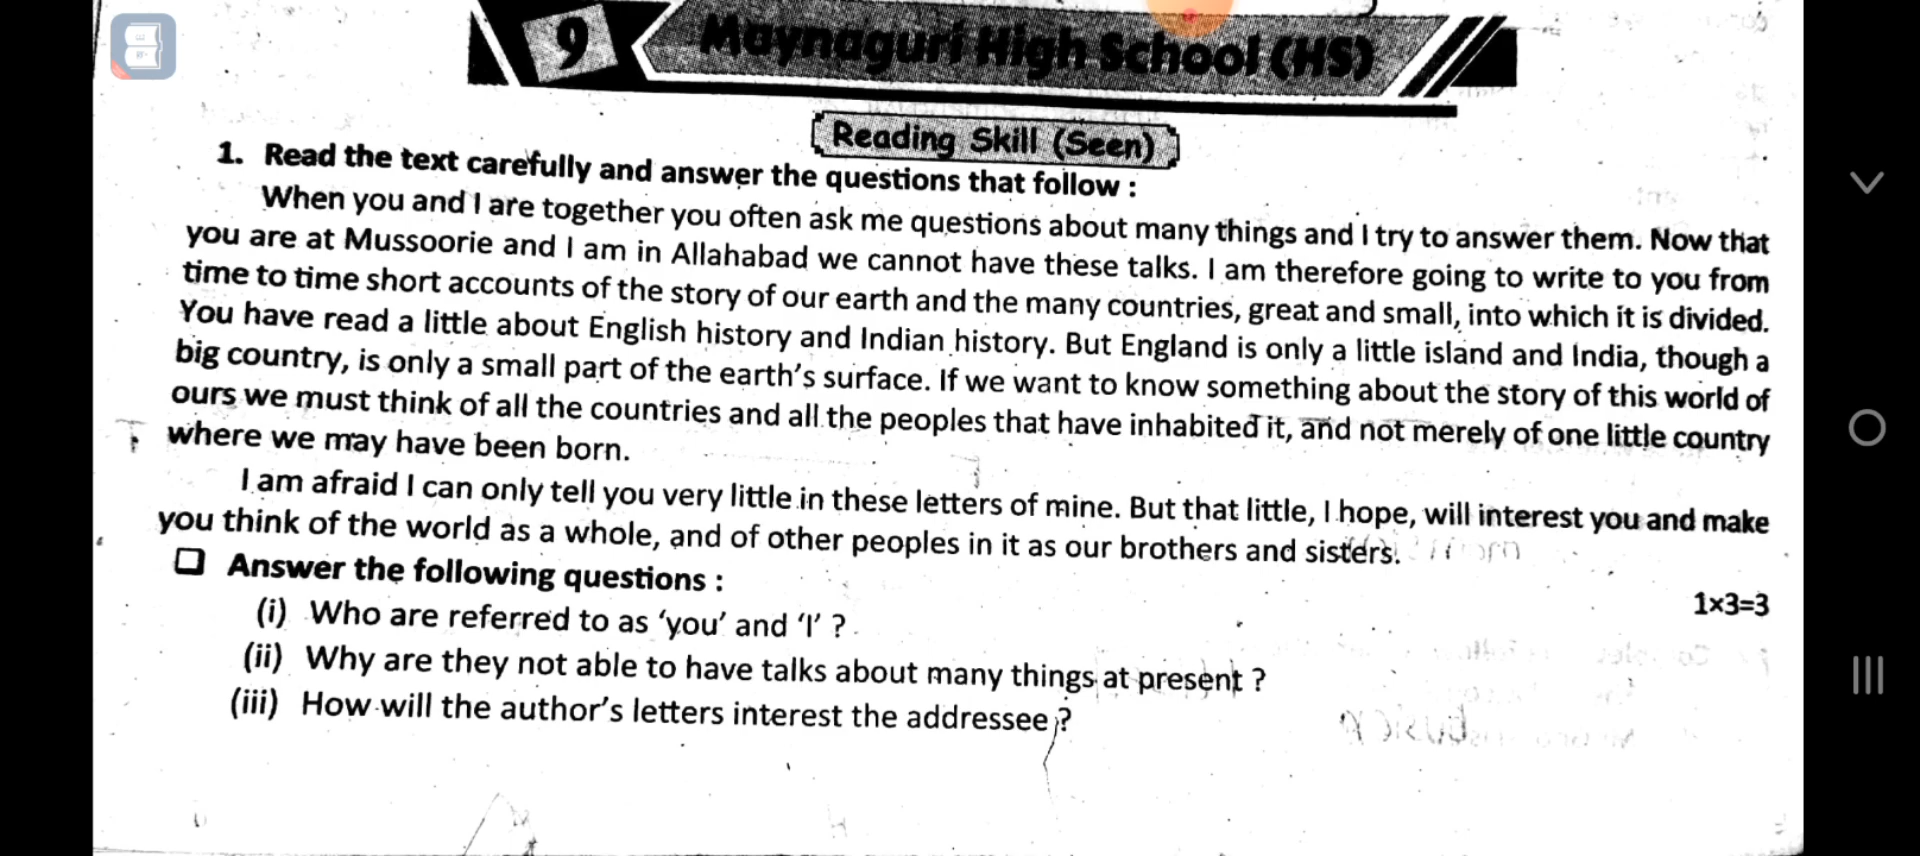 9 Maynaguri High School (HS)
Reading Skill (Seen)
1. Read the text carefully and answer the questions that follow :
When you and I are together you often ask me questions about many things and I try to answer them. Now that
you are at Mussoorie and I am in Allahabad we cannot have these talks. I am therefore going to write to you from
time to time short accounts of the story of our earth and the many countries, great and small, into which it is divided.
You have read a little about English history and Indian history. But England is only a little island and India, though a
big country, is only a small part of the earth's surface. If we want to know something about the story of this world of
ours we must think of all the countries and all the peoples that have inhabited it, and not merely of one little country
where we may have been born.
I am afraid I can only tell you very little in these letters of mine. But that little, I hope, will interest you and make
you think of the world as a whole, and of other peoples in it as our brothers and sisters.
❑ Answer the following questions : 1×3=3
(i) Who are referred to as ‘you’ and ‘I’ ?
(ii) Why are they not able to have talks about many things at present ?
(iii) How will the author's letters interest the addressee ?